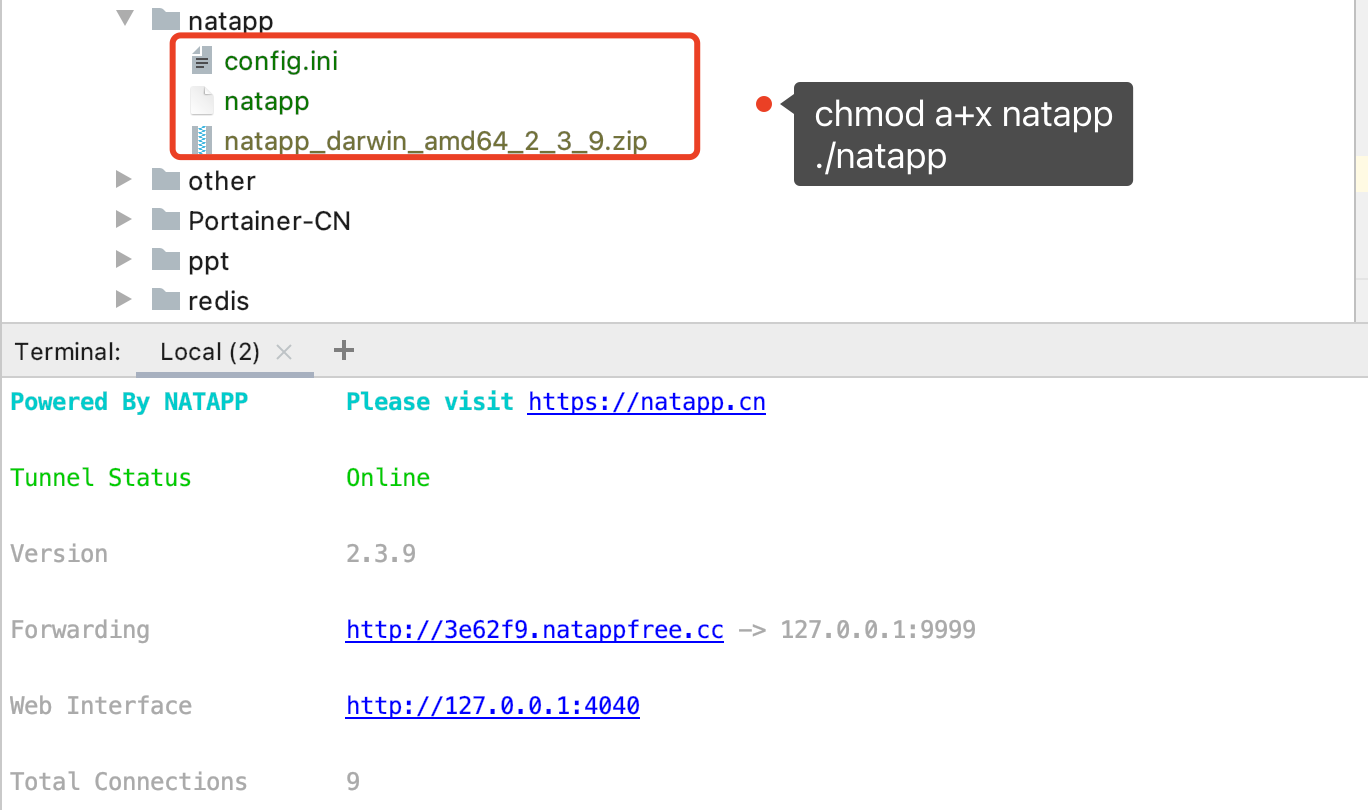 natapp
config.ini
natapp
natapp_darwin_amd64_2_3_9.zip
chmod a+x natapp
./natapp
other
Portainer-CN
ppt
redis
Terminal: Local (2) × +
Powered By NATAPP Please visit https://natapp.cn
Tunnel Status Online
Version 2.3.9
Forwarding http://3e62f9.natappfree.cc -> 127.0.0.1:9999
Web Interface http://127.0.0.1:4040
Total Connections 9